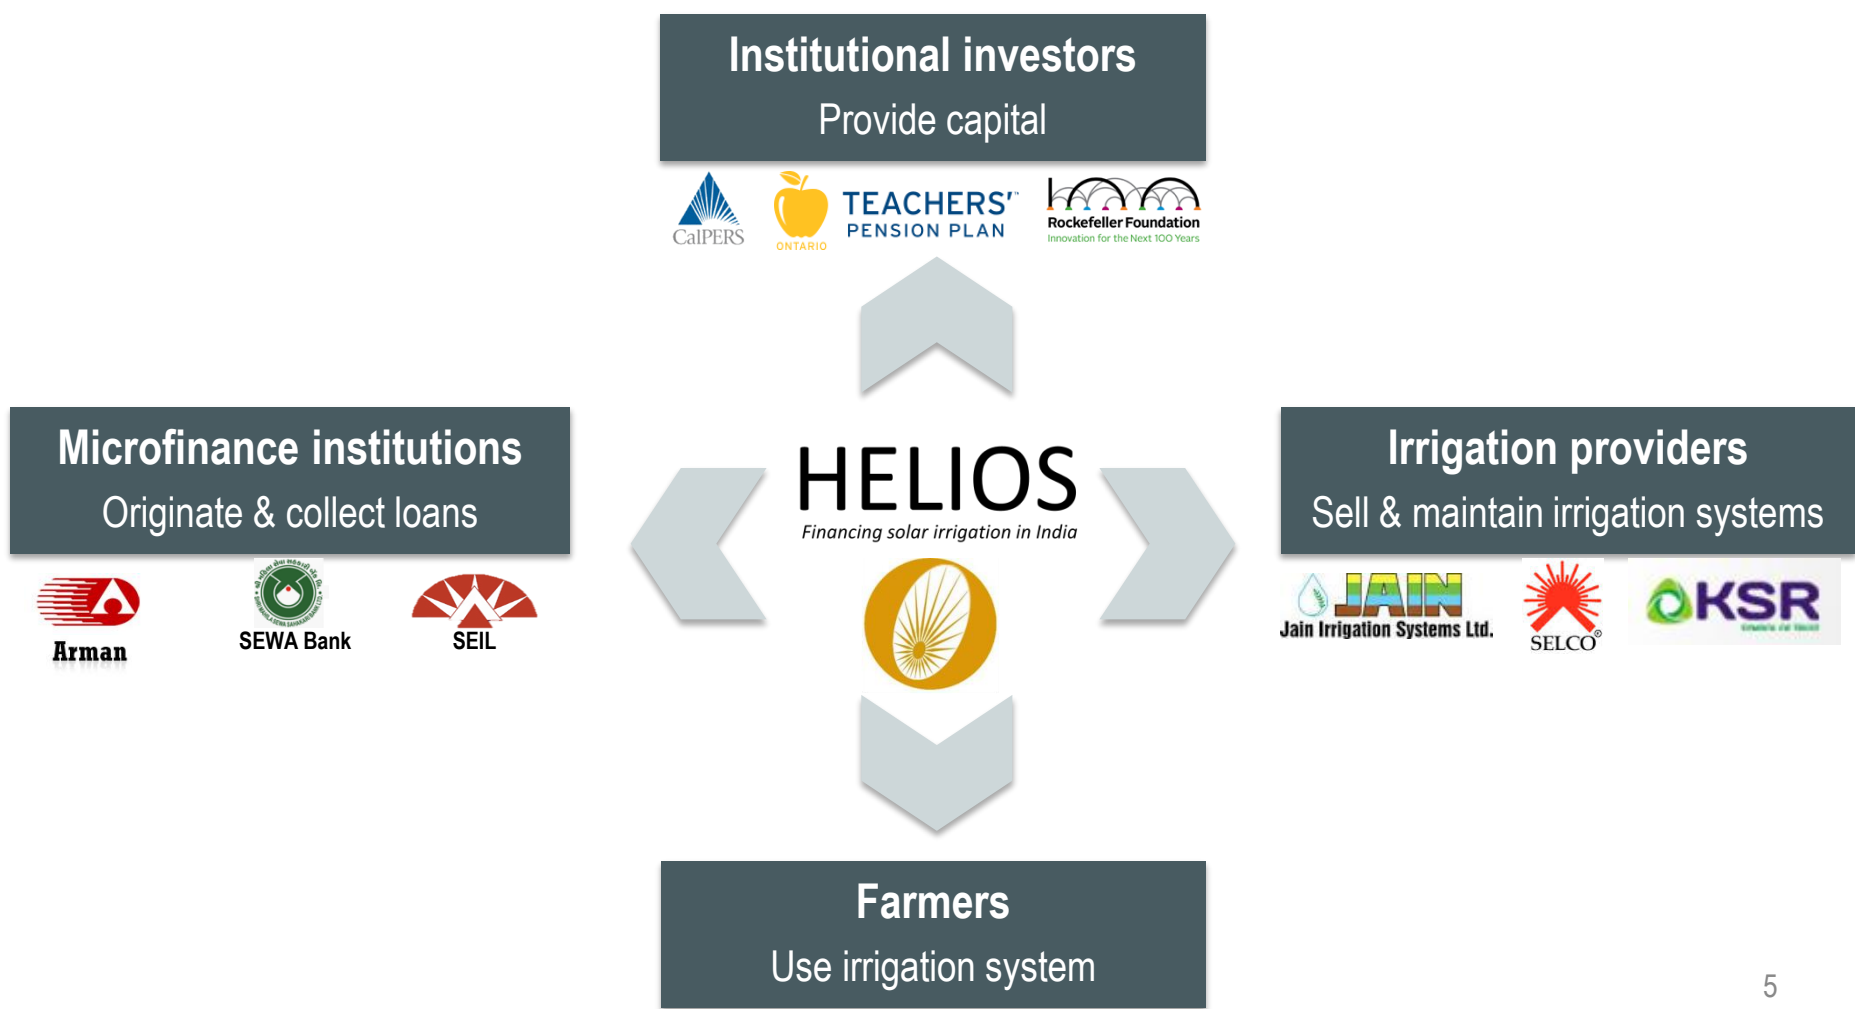 Institutional investors
Provide capital
CalPERS
ONTARIO
TEACHERS'™
PENSION PLAN
Rockefeller Foundation
Innovation for the Next 100 Years
Microfinance institutions
Originate & collect loans
Arman
SEWA Bank
SEIL
HELIOS
Financing solar irrigation in India
Irrigation providers
Sell & maintain irrigation systems
JAIN
Jain Irrigation Systems Ltd.
SELCO®
KSR
Farmers
Use irrigation system
5